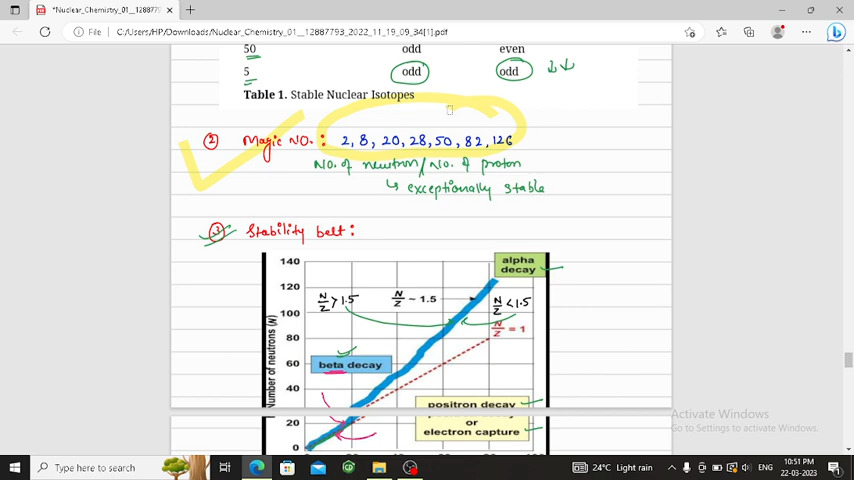 *Nuclear_Chemistry_01__1288779
File
C:/Users/HP/Downloads/Nuclear_Chemistry_01__12887793_2022_11_19_09_34[1].pdf
50 odd even
5 odd odd ↓↓
Table 1. Stable Nuclear Isotopes
② Magic NO. : 2, 8, 20, 28, 50, 82, 126
NO. of neutron/NO. of proton
↳ exceptionally stable
③ Stability belt :
140
alpha
decay
120
N/Z > 1.5 N/Z ~ 1.5 N/Z < 1.5
100
N/Z = 1
80
60
beta decay
40
Number of neutrons (N)
positron decay
20
or
electron capture
0
Activate Windows
Go to Settings to activate Windows.
Type here to search
24°C Light rain
ENG
10:51 PM
22-03-2023